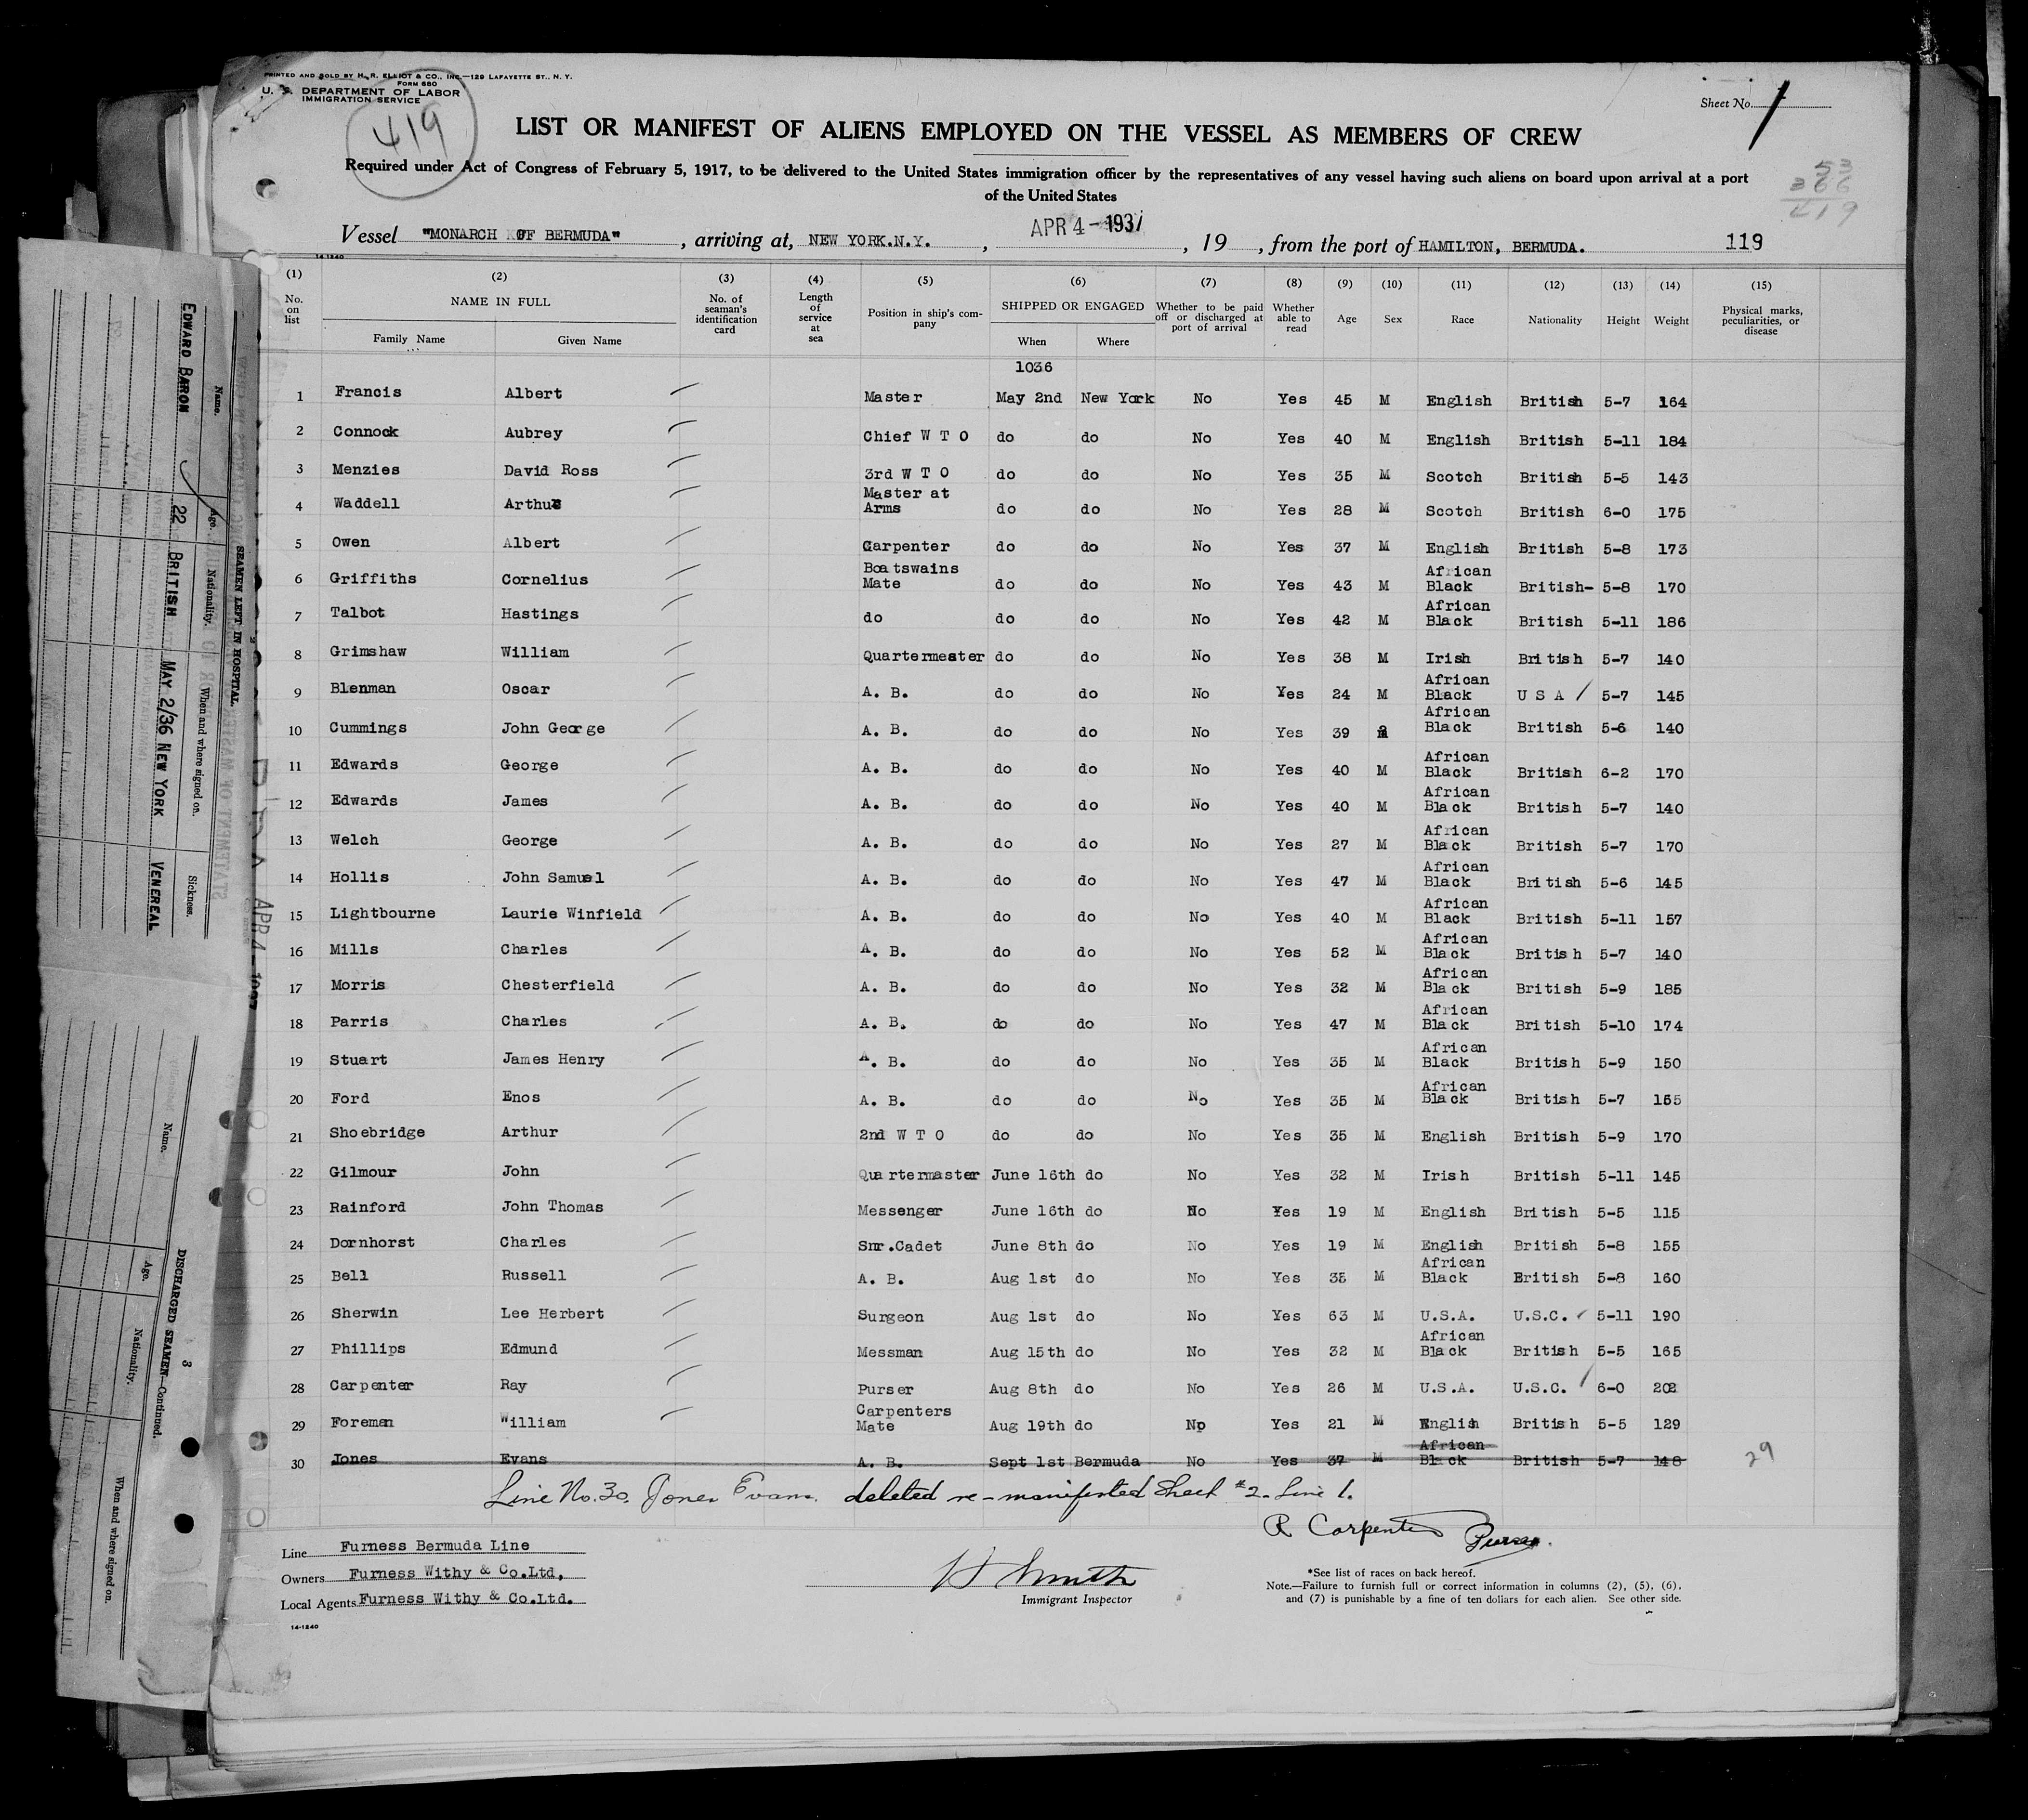 PRINTED AND SOLD BY H. R. ELLIOT & CO., INC.—129 LAFAYETTE ST., N. Y.
FORM 680
U. S. DEPARTMENT OF LABOR
IMMIGRATION SERVICE
419
Sheet No. 1
LIST OR MANIFEST OF ALIENS EMPLOYED ON THE VESSEL AS MEMBERS OF CREW
Required under Act of Congress of February 5, 1917, to be delivered to the United States immigration officer by the representatives of any vessel having such aliens on board upon arrival at a port
of the United States
53
366
419
Vessel "MONARCH OF BERMUDA", arriving at, NEW YORK.N.Y., APR 4-1937, 19 , from the port of HAMILTON, BERMUDA. 119
14-1240
(1) (2) (3) (4) (5) (6) (7) (8) (9) (10) (11) (12) (13) (14) (15)
No. on list NAME IN FULL Family Name Given Name No. of seaman's identification card Length of service at sea Position in ship's company SHIPPED OR ENGAGED When Where Whether to be paid off or discharged at port of arrival Whether able to read Age Sex Race Nationality Height Weight Physical marks, peculiarities, or disease
1036
1 Francis Albert Master May 2nd New York No Yes 45 M English British 5-7 164
2 Connock Aubrey Chief W T O do do No Yes 40 M English British 5-11 184
3 Menzies David Ross 3rd W T O do do No Yes 35 M Scotch British 5-5 143
4 Waddell Arthur Master at Arms do do No Yes 28 M Scotch British 6-0 175
5 Owen Albert Carpenter do do No Yes 37 M English British 5-8 173
6 Griffiths Cornelius Boatswains Mate do do No Yes 43 M African Black British- 5-8 170
7 Talbot Hastings do do do No Yes 42 M African Black British 5-11 186
8 Grimshaw William Quartermaster do do No Yes 38 M Irish British 5-7 140
9 Blenman Oscar A. B. do do No Yes 24 M African Black U S A / 5-7 145
10 Cummings John George A. B. do do No Yes 39 African Black British 5-6 140
11 Edwards George A. B. do do No Yes 40 M African Black British 6-2 170
12 Edwards James A. B. do do No Yes 40 M African Black British 5-7 140
13 Welch George A. B. do do No Yes 27 M African Black British 5-7 170
14 Hollis John Samuel A. B. do do No Yes 47 M African Black British 5-6 145
15 Lightbourne Laurie Winfield A. B. do do No Yes 40 M African Black British 5-11 157
16 Mills Charles A. B. do do No Yes 52 M African Black British 5-7 140
17 Morris Chesterfield A. B. do do No Yes 32 M African Black British 5-9 185
18 Parris Charles A. B. do do No Yes 47 M African Black British 5-10 174
19 Stuart James Henry A. B. do do No Yes 35 M African Black British 5-9 150
20 Ford Enos A. B. do do No Yes 35 M African Black British 5-7 155
21 Shoebridge Arthur 2nd W T O do do No Yes 35 M English British 5-9 170
22 Gilmour John Quartermaster June 16th do No Yes 32 M Irish British 5-11 145
23 Rainford John Thomas Messenger June 16th do No Yes 19 M English British 5-5 115
24 Dornhorst Charles Snr.Cadet June 8th do No Yes 19 M English British 5-8 155
25 Bell Russell A. B. Aug 1st do No Yes 35 M African Black British 5-8 160
26 Sherwin Lee Herbert Surgeon Aug 1st do No Yes 63 M U.S.A. U.S.C. 5-11 190
27 Phillips Edmund Messman Aug 15th do No Yes 32 M African Black British 5-5 165
28 Carpenter Ray Purser Aug 8th do No Yes 26 M U.S.A. U.S.C. 6-0 202
29 Foreman William Carpenters Mate Aug 19th do No Yes 21 M English British 5-5 129
30 Jones Evans A. B. Sept 1st Bermuda No Yes 37 M African Black British 5-7 148 29
Line No. 30. Jones Evans. deleted re-manifested Sheet #2. Line 1.
R Carpenter Purser.
Line Furness Bermuda Line
Owners Furness Withy & Co.Ltd,
Local Agents Furness Withy & Co.Ltd.
14-1240
H Smith
Immigrant Inspector
*See list of races on back hereof.
Note.—Failure to furnish full or correct information in columns (2), (5), (6),
and (7) is punishable by a fine of ten dollars for each alien. See other side.
SEAMEN LEFT IN HOSPITAL
Name. Age. Nationality. When and where signed on. Sickness.
EDWARD BARON 22 BRITISH MAY 2/36 NEW YORK VENEREAL
APR 4-
3
DISCHARGED SEAMEN—Continued.
Name. Age. Nationality. When and where signed on.